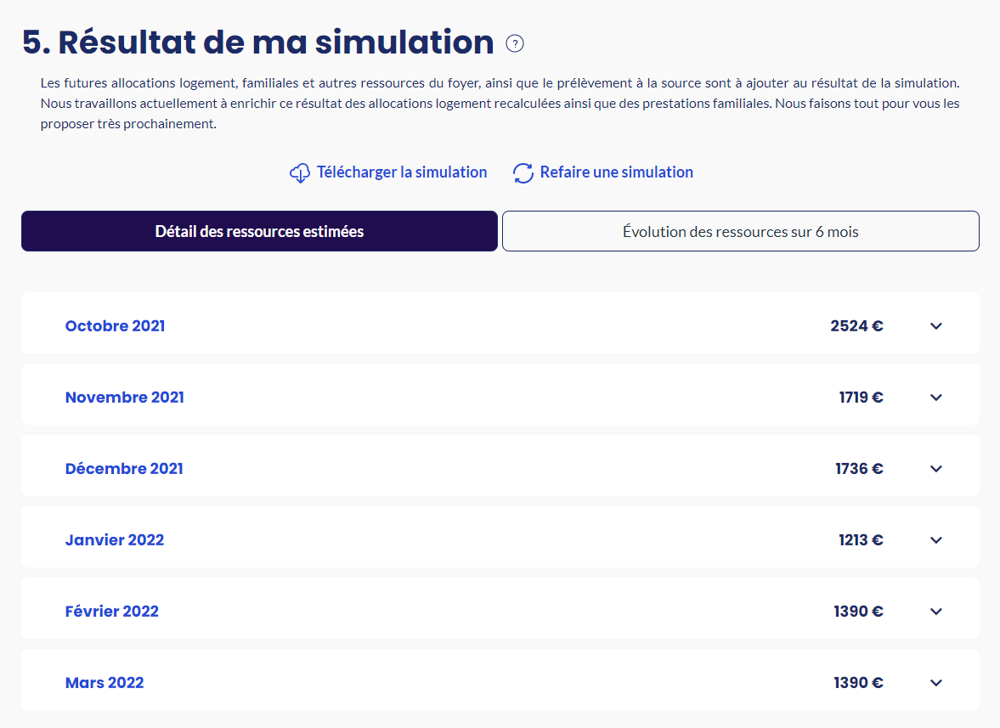 5. Résultat de ma simulation ?
Les futures allocations logement, familiales et autres ressources du foyer, ainsi que le prélèvement à la source sont à ajouter au résultat de la simulation.
Nous travaillons actuellement à enrichir ce résultat des allocations logement recalculées ainsi que des prestations familiales. Nous faisons tout pour vous les
proposer très prochainement.
Télécharger la simulation Refaire une simulation
Détail des ressources estimées Évolution des ressources sur 6 mois
Octobre 2021 2524 €
Novembre 2021 1719 €
Décembre 2021 1736 €
Janvier 2022 1213 €
Février 2022 1390 €
Mars 2022 1390 €